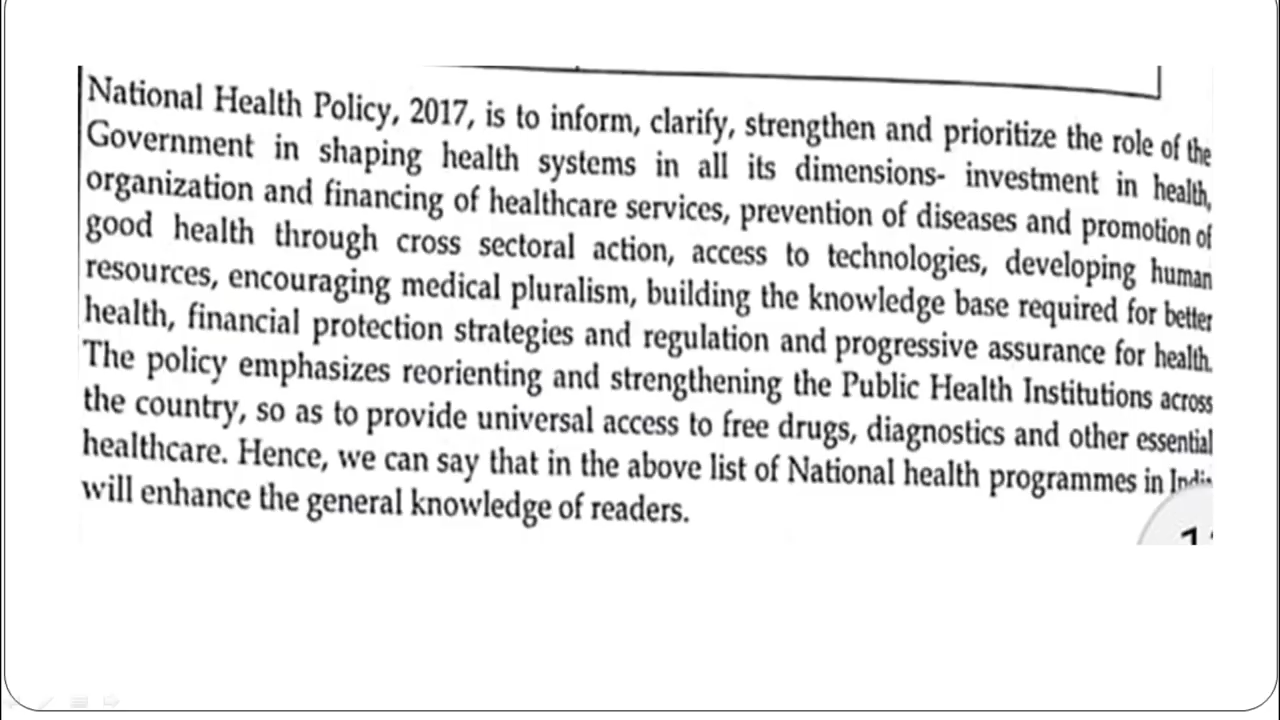 National Health Policy, 2017, is to inform, clarify, strengthen and prioritize the role of the
Government in shaping health systems in all its dimensions- investment in health,
organization and financing of healthcare services, prevention of diseases and promotion of
good health through cross sectoral action, access to technologies, developing human
resources, encouraging medical pluralism, building the knowledge base required for better
health, financial protection strategies and regulation and progressive assurance for health.
The policy emphasizes reorienting and strengthening the Public Health Institutions across
the country, so as to provide universal access to free drugs, diagnostics and other essential
healthcare. Hence, we can say that in the above list of National health programmes in
will enhance the general knowledge of readers.